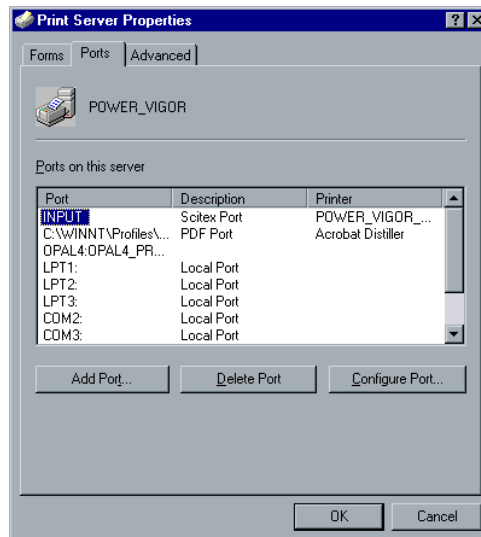 Print Server Properties
Forms Ports Advanced
POWER_VIGOR
Ports on this server
Port Description Printer
INPUT Scitex Port POWER_VIGOR_...
C:\WINNT\Profiles\... PDF Port Acrobat Distiller
OPAL4:OPAL4_PR...
LPT1: Local Port
LPT2: Local Port
LPT3: Local Port
COM2: Local Port
COM3: Local Port
Add Port... Delete Port Configure Port...
OK Cancel